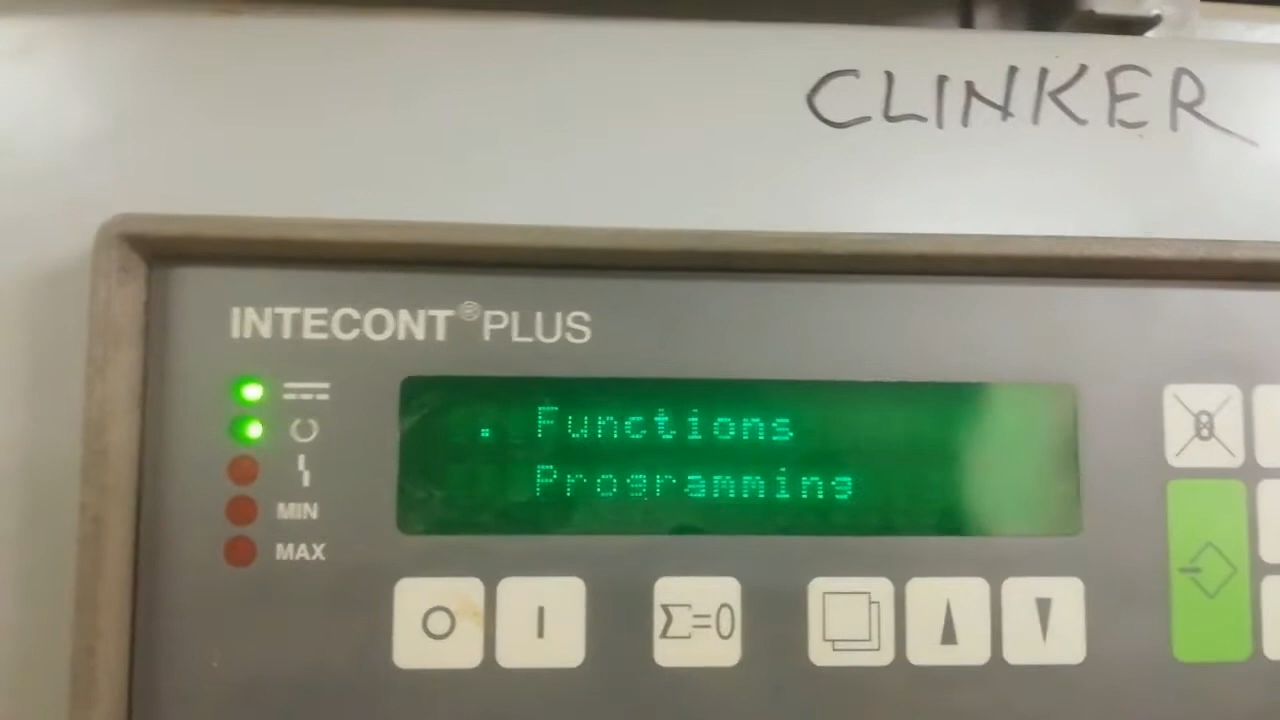 CLINKER
INTECONT® PLUS
. Functions
Programming
MIN
MAX
O I Σ=0